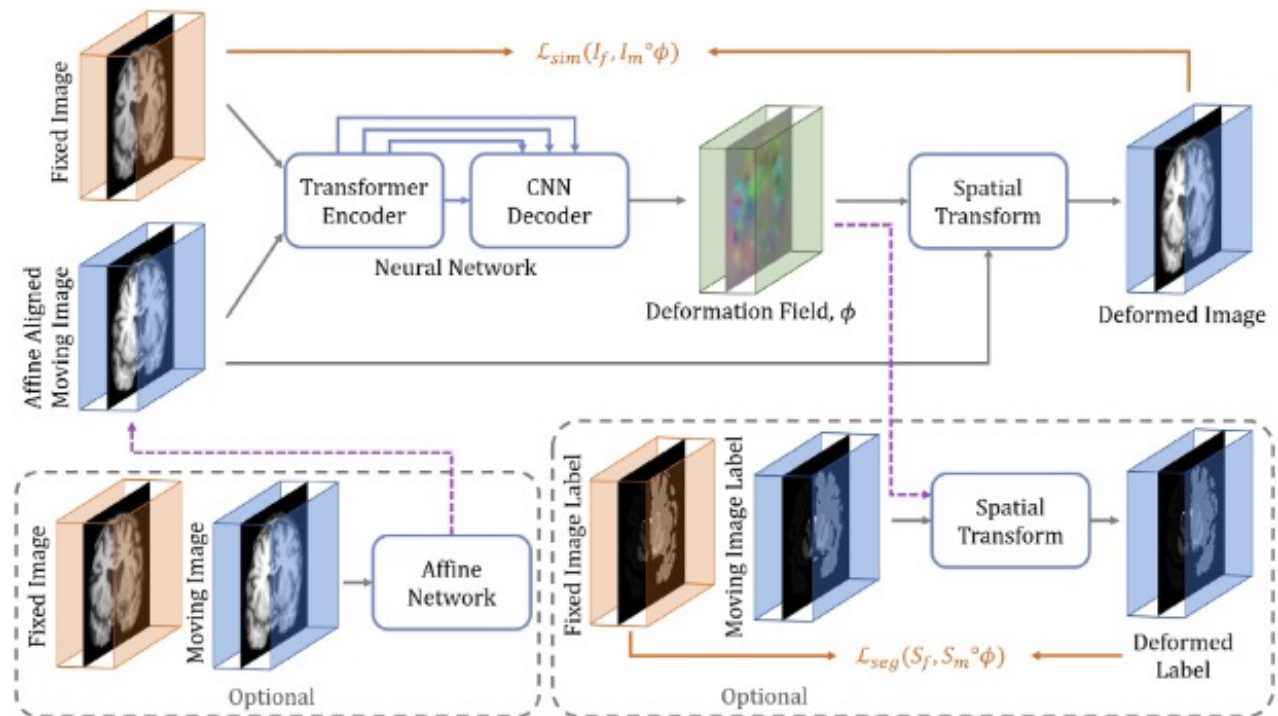 Fixed Image
ℒ_sim(I_f, I_m∘ϕ)
Transformer
Encoder
CNN
Decoder
Neural Network
Spatial
Transform
Deformation Field, ϕ
Deformed Image
Affine Aligned
Moving Image
Fixed Image
Moving Image
Affine
Network
Optional
Fixed Image Label
Moving Image Label
Spatial
Transform
Deformed
Label
ℒ_seg(S_f, S_m∘ϕ)
Optional